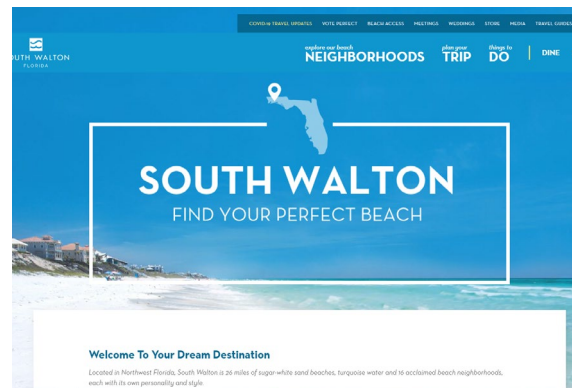 COVID-19 TRAVEL UPDATES VOTE PERFECT BEACH ACCESS MEETINGS WEDDINGS STORE MEDIA TRAVEL GUIDES
explore our beach plan your things to
NEIGHBORHOODS TRIP DO DINE
UTH WALTON
FLORIDA
SOUTH WALTON
FIND YOUR PERFECT BEACH
Welcome To Your Dream Destination
Located in Northwest Florida, South Walton is 26 miles of sugar-white sand beaches, turquoise water and 16 acclaimed beach neighborhoods,
each with its own personality and style.